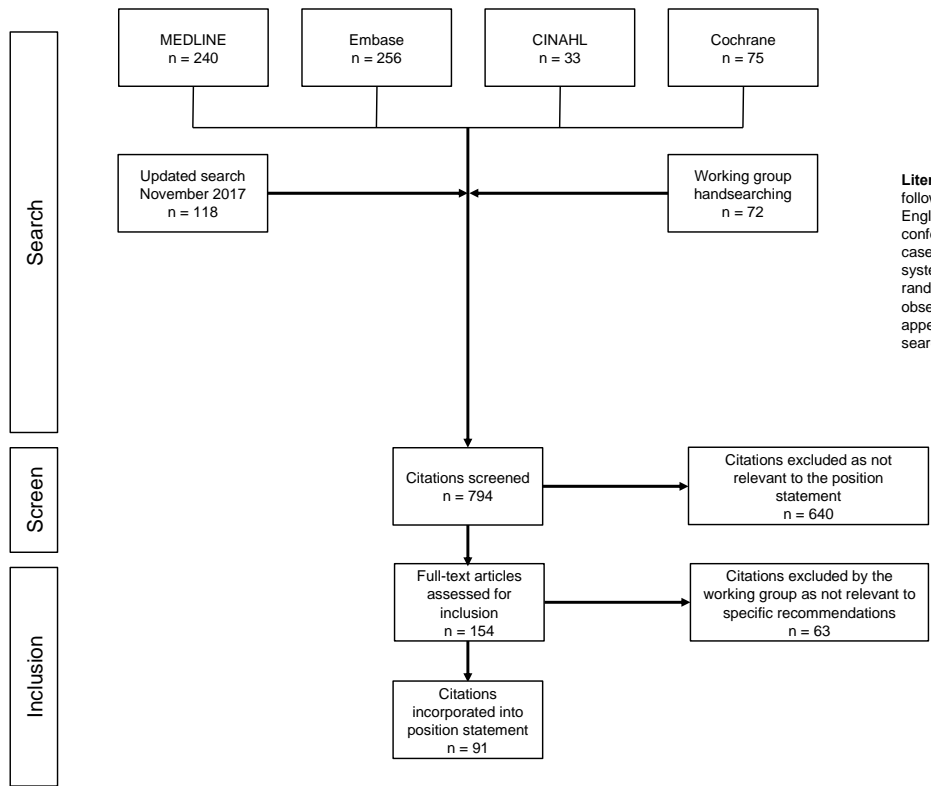 Search
MEDLINE
n = 240
Embase
n = 256
CINAHL
n = 33
Cochrane
n = 75
Updated search
November 2017
n = 118
Working group
handsearching
n = 72
Screen
Citations screened
n = 794
Citations excluded as not
relevant to the position
statement
n = 640
Inclusion
Full-text articles
assessed for
inclusion
n = 154
Citations excluded by the
working group as not relevant to
specific recommendations
n = 63
Citations
incorporated into
position statement
n = 91